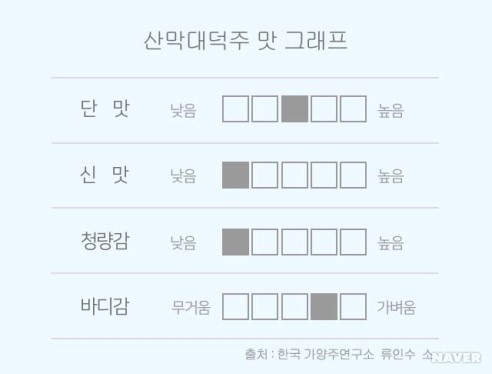 산막대덕주 맛 그래프
단 맛 낮음 높음
신 맛 낮음 높음
청량감 낮음 높음
바디감 무거움 가벼움
출처 : 한국 가양주연구소 류인수 소
NAVER